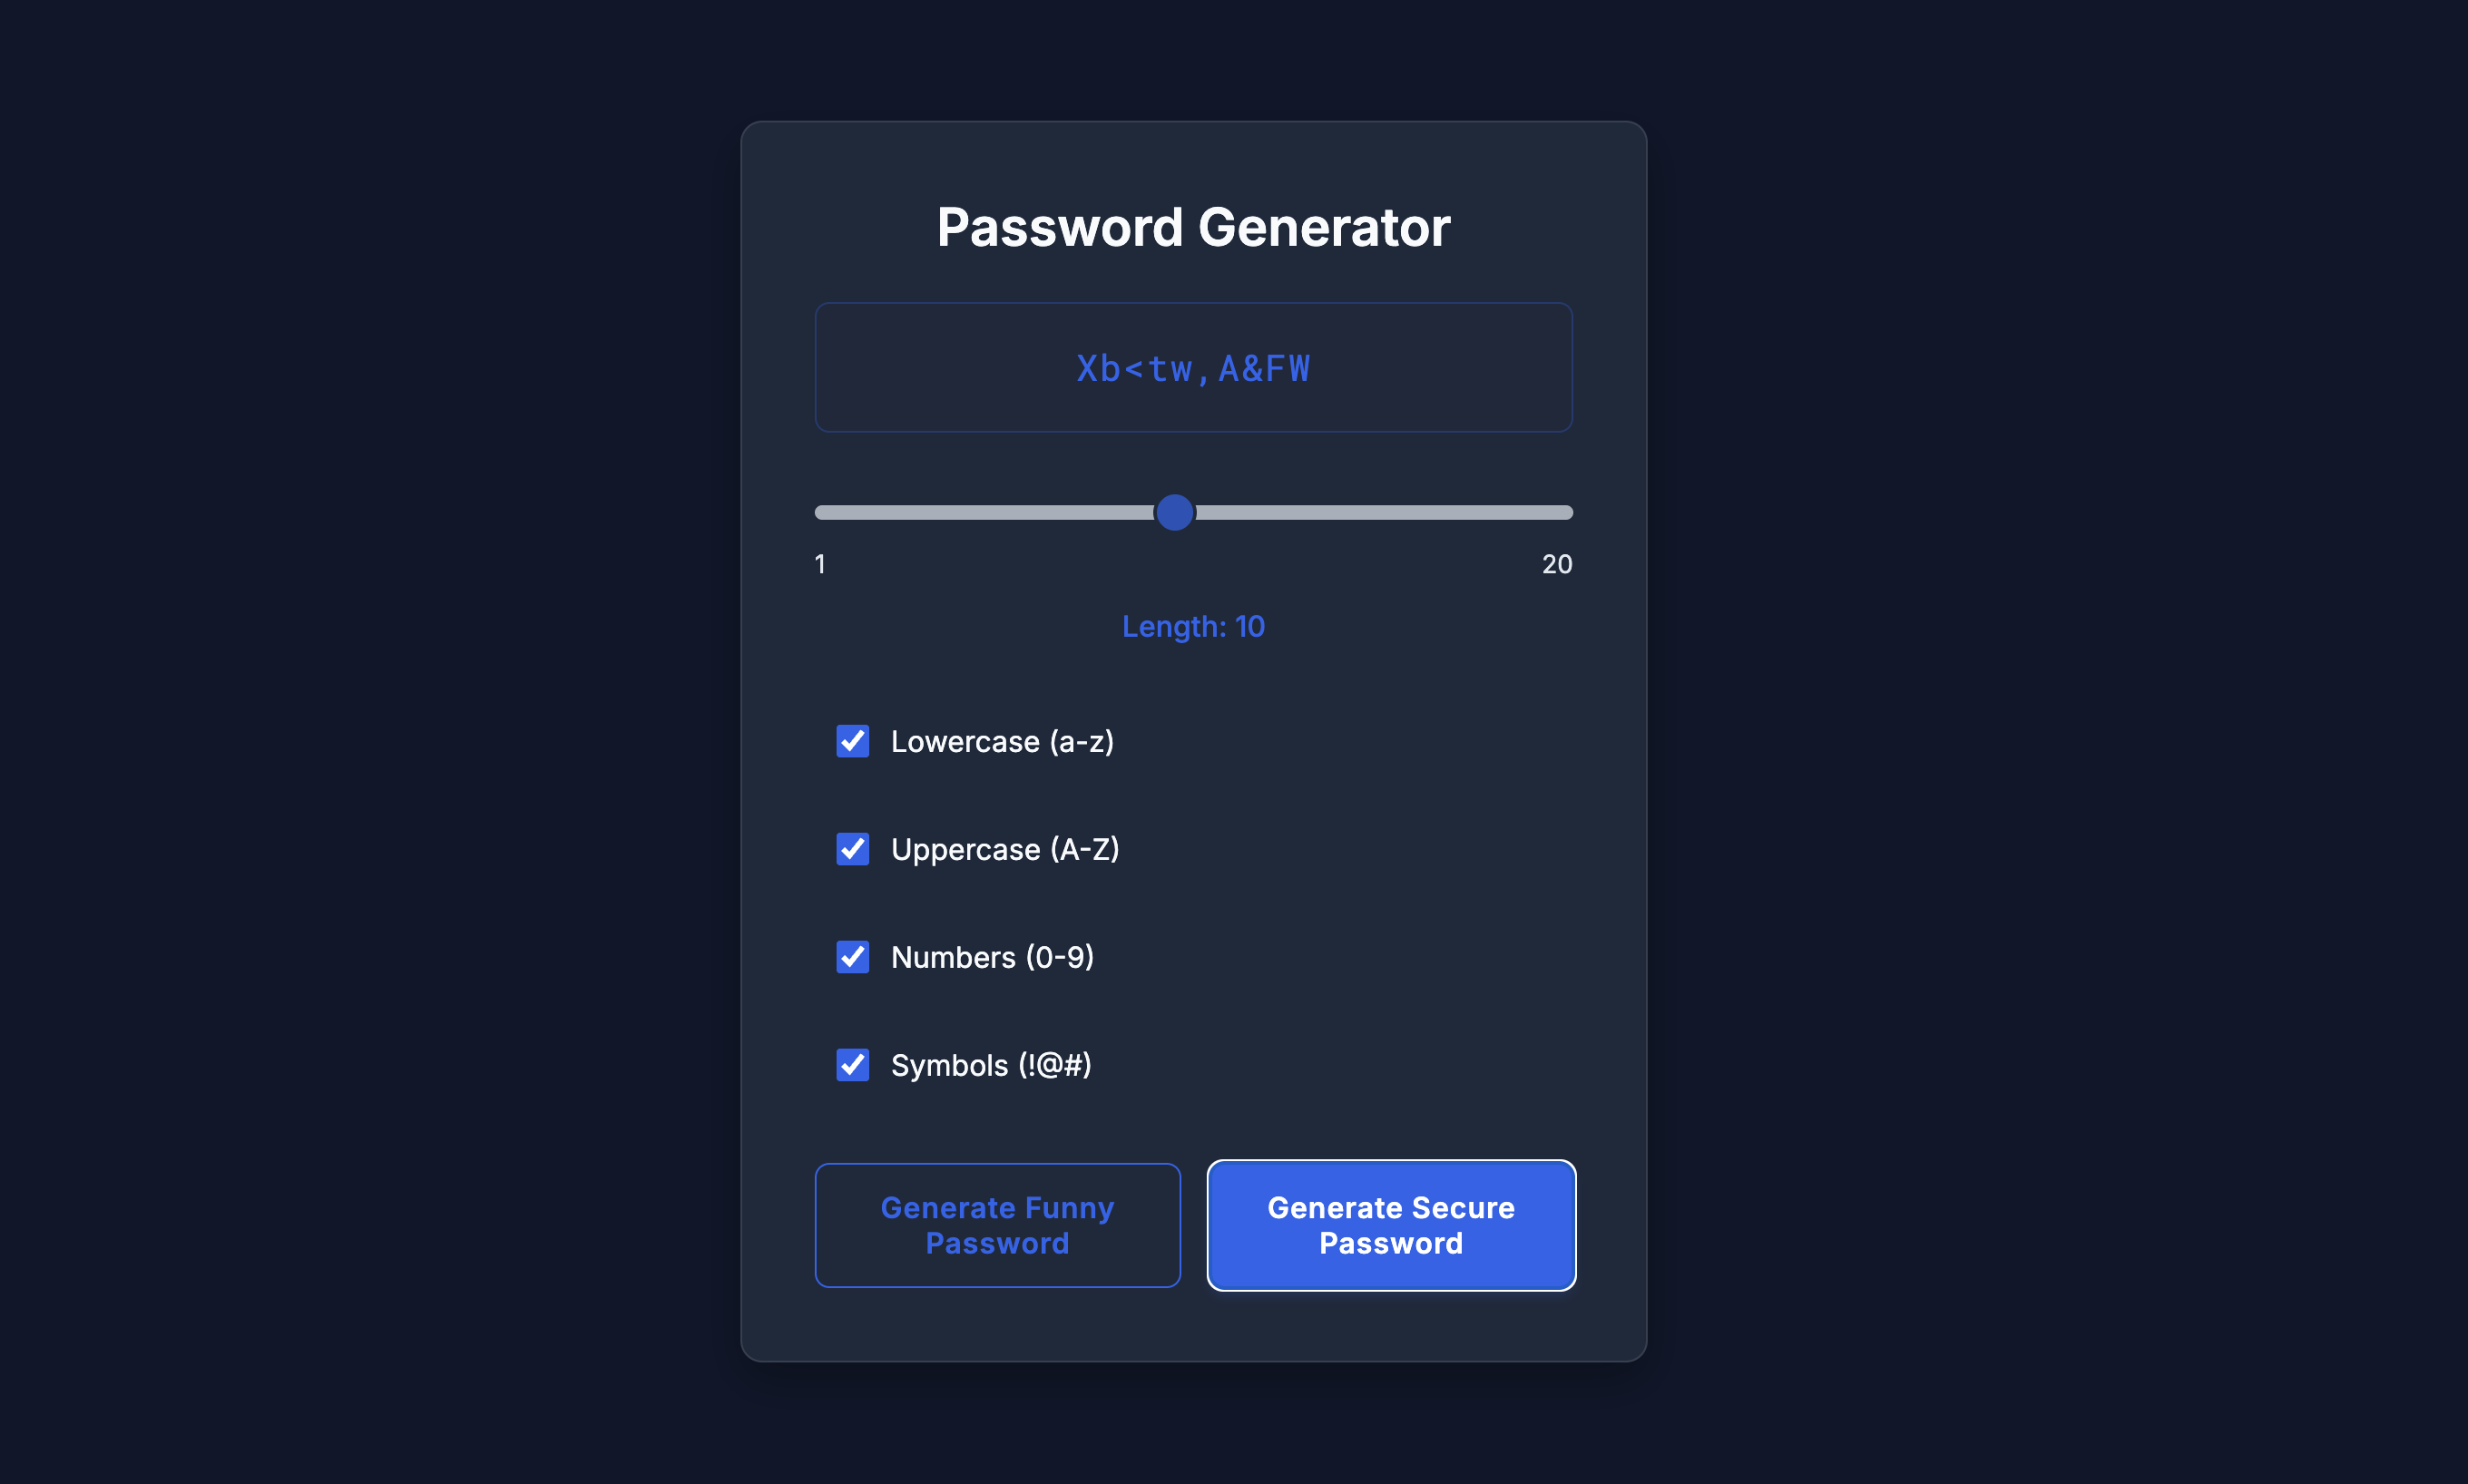 Password Generator
Xb<tw,A&FW
1
20
Length: 10
Lowercase (a-z)
Uppercase (A-Z)
Numbers (0-9)
Symbols (!@#)
Generate Funny
Password
Generate Secure
Password